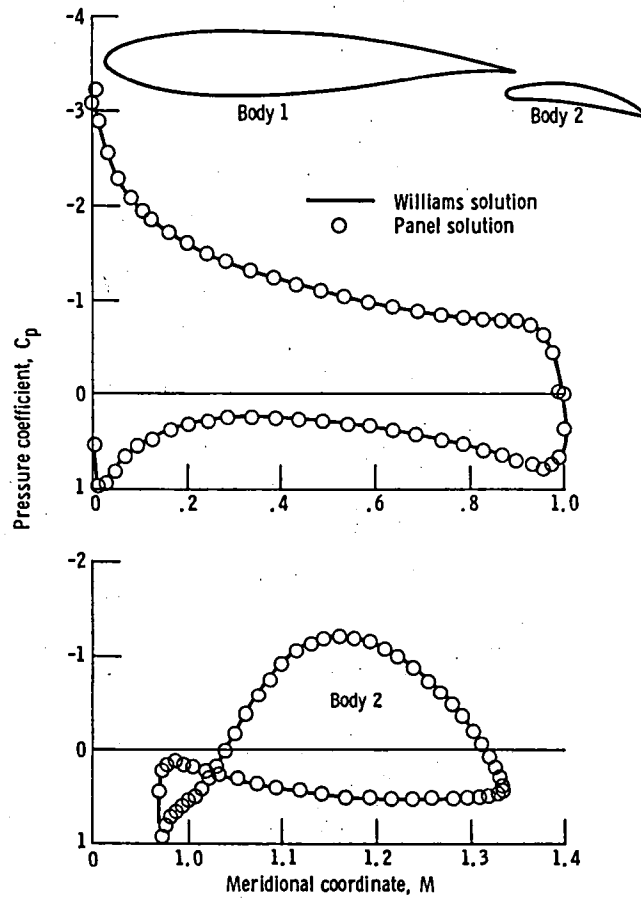 -4
Body 1
Body 2
-3
Williams solution
Panel solution
-2
-1
0
1
0 .2 .4 .6 .8 1.0
Pressure coefficient, Cp
-2
-1
Body 2
0
1
0 1.0 1.1 1.2 1.3 1.4
Meridional coordinate, M